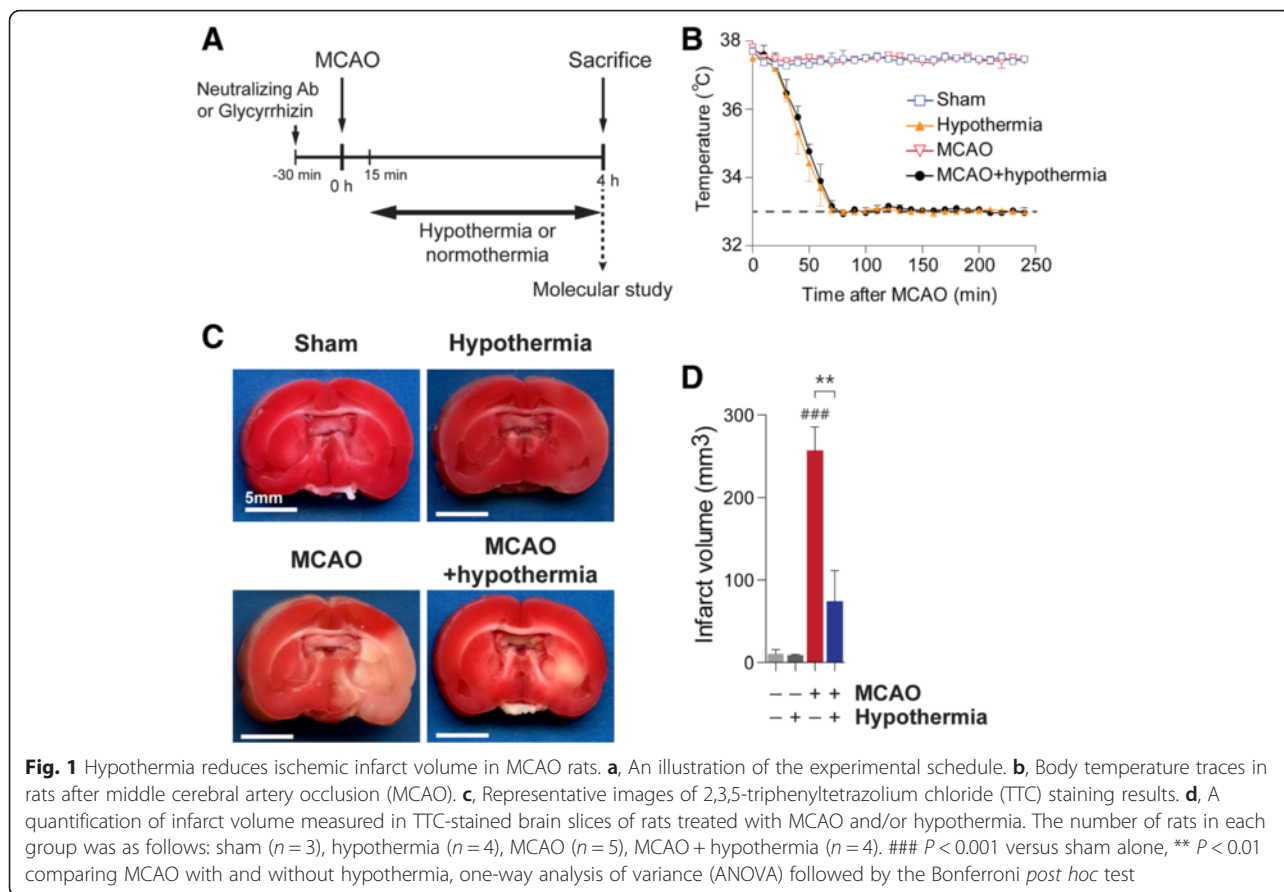 A
MCAO
Sacrifice
Neutralizing Ab
or Glycyrrhizin
-30 min
0 h
15 min
4 h
Hypothermia or
normothermia
Molecular study
B
Temperature (°C)
38
36
34
32
0
50
100
150
200
250
Time after MCAO (min)
Sham
Hypothermia
MCAO
MCAO+hypothermia
C
Sham
Hypothermia
5mm
MCAO
MCAO
+hypothermia
D
**
###
Infarct volume (mm3)
300
200
100
0
– – + + MCAO
– + – + Hypothermia
Fig. 1 Hypothermia reduces ischemic infarct volume in MCAO rats. a, An illustration of the experimental schedule. b, Body temperature traces in
rats after middle cerebral artery occlusion (MCAO). c, Representative images of 2,3,5-triphenyltetrazolium chloride (TTC) staining results. d, A
quantification of infarct volume measured in TTC-stained brain slices of rats treated with MCAO and/or hypothermia. The number of rats in each
group was as follows: sham (n = 3), hypothermia (n = 4), MCAO (n = 5), MCAO + hypothermia (n = 4). ### P < 0.001 versus sham alone, ** P < 0.01
comparing MCAO with and without hypothermia, one-way analysis of variance (ANOVA) followed by the Bonferroni post hoc test